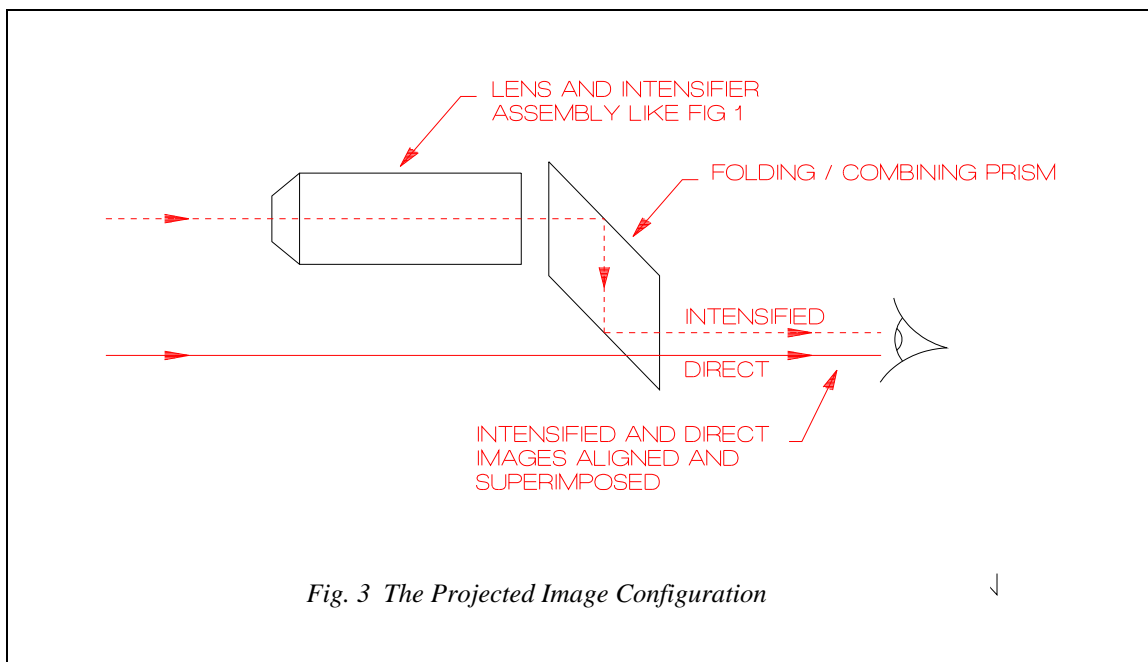 LENS AND INTENSIFIER
ASSEMBLY LIKE FIG 1
FOLDING / COMBINING PRISM
INTENSIFIED
DIRECT
INTENSIFIED AND DIRECT
IMAGES ALIGNED AND
SUPERIMPOSED
Fig. 3 The Projected Image Configuration